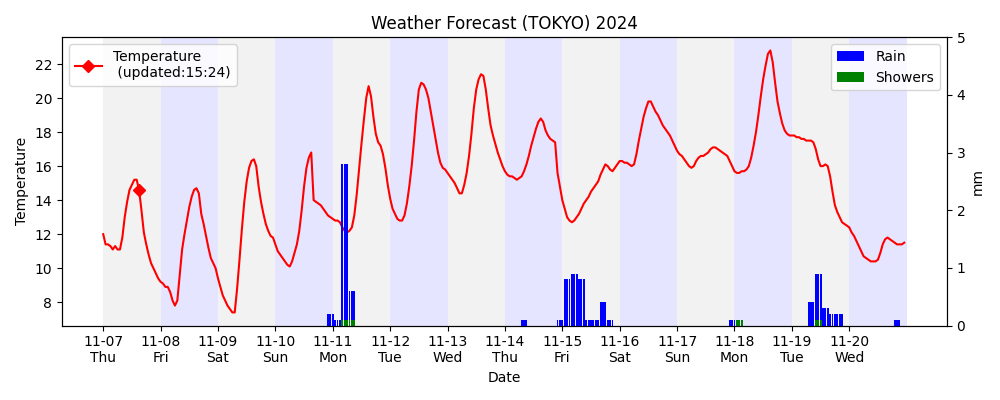 Weather Forecast (TOKYO) 2024
Temperature
(updated:15:24)
Rain
Showers
Temperature
22
20
18
16
14
12
10
8
5
4
3
2
1
0
mm
11-07 11-08 11-09 11-10 11-11 11-12 11-13 11-14 11-15 11-16 11-17 11-18 11-19 11-20
Thu Fri Sat Sun Mon Tue Wed Thu Fri Sat Sun Mon Tue Wed
Date